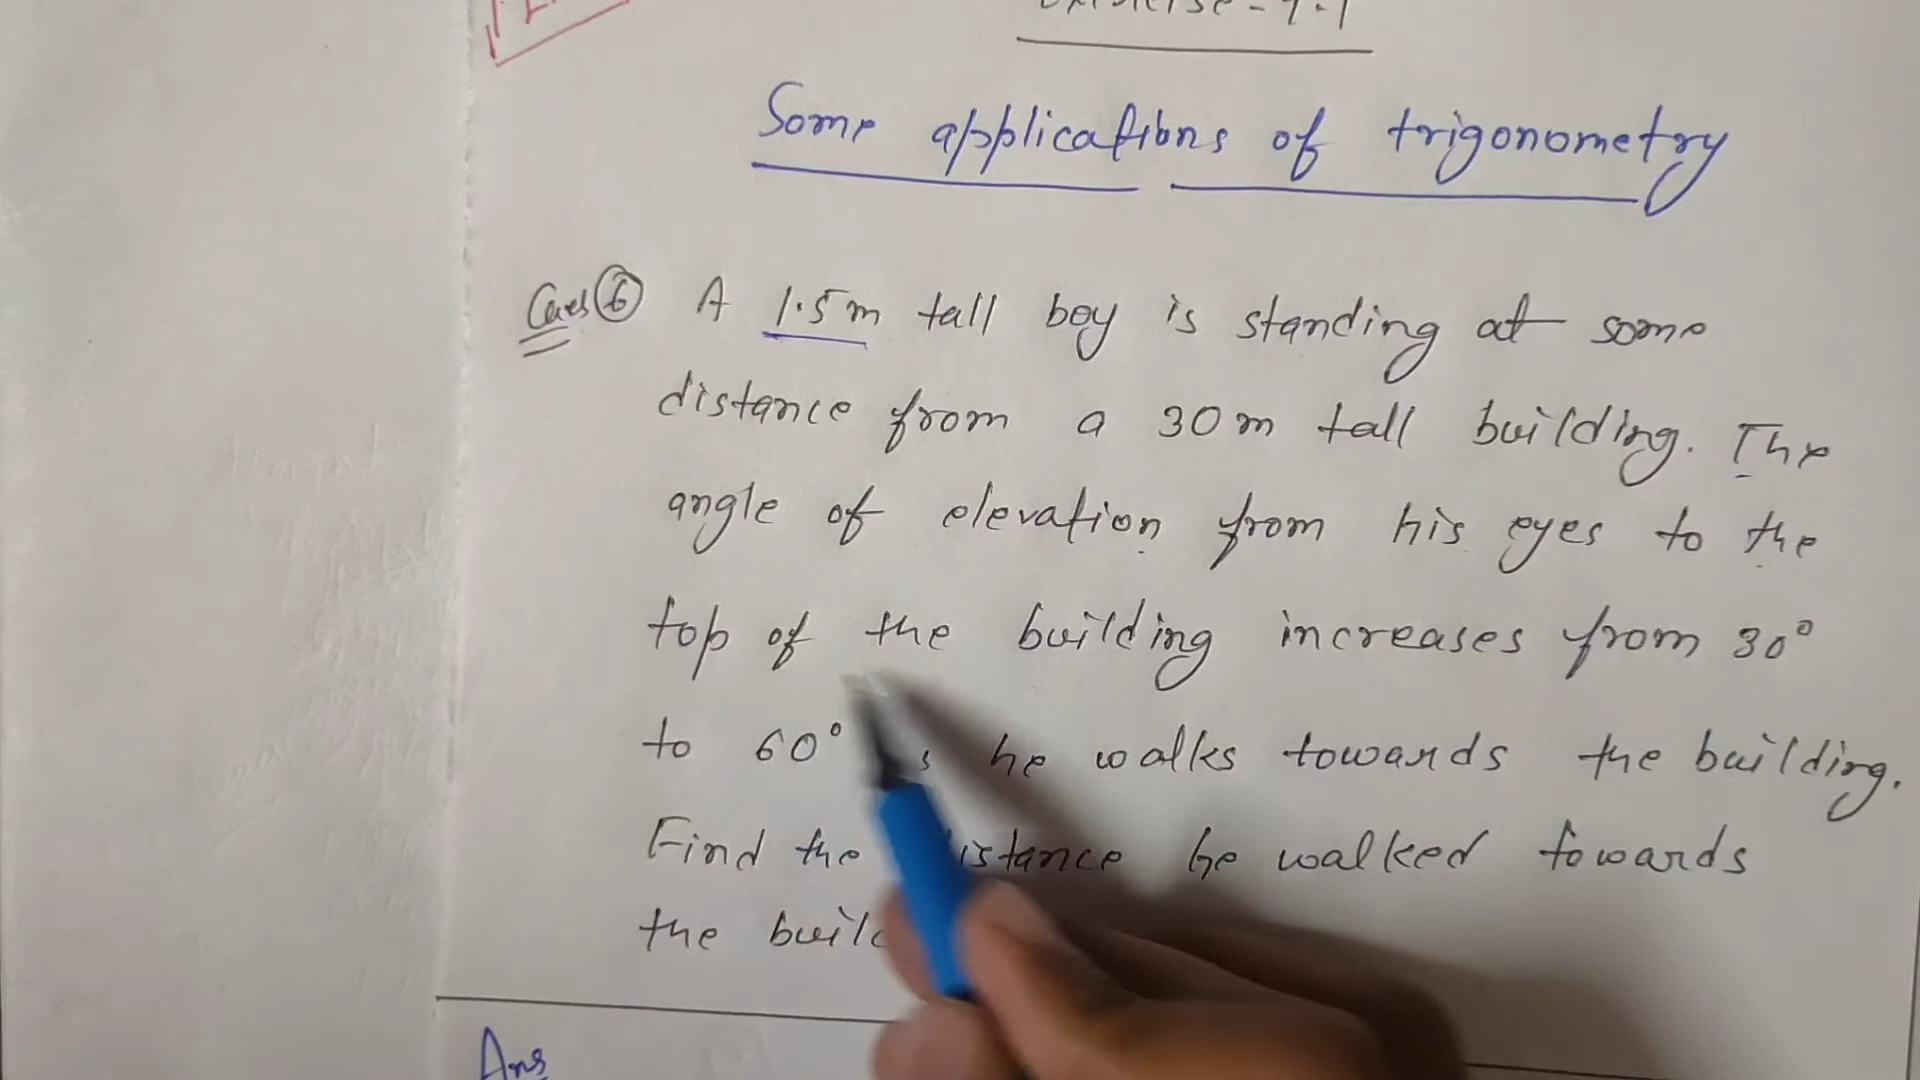 Some applications of trigonometry
Ques 6 A 1.5m tall boy is standing at some
distance from a 30m tall building. The
angle of elevation from his eyes to the
top of the building increases from 30°
to 60° he walks towards the building.
Find the he walked towards
the
Ans